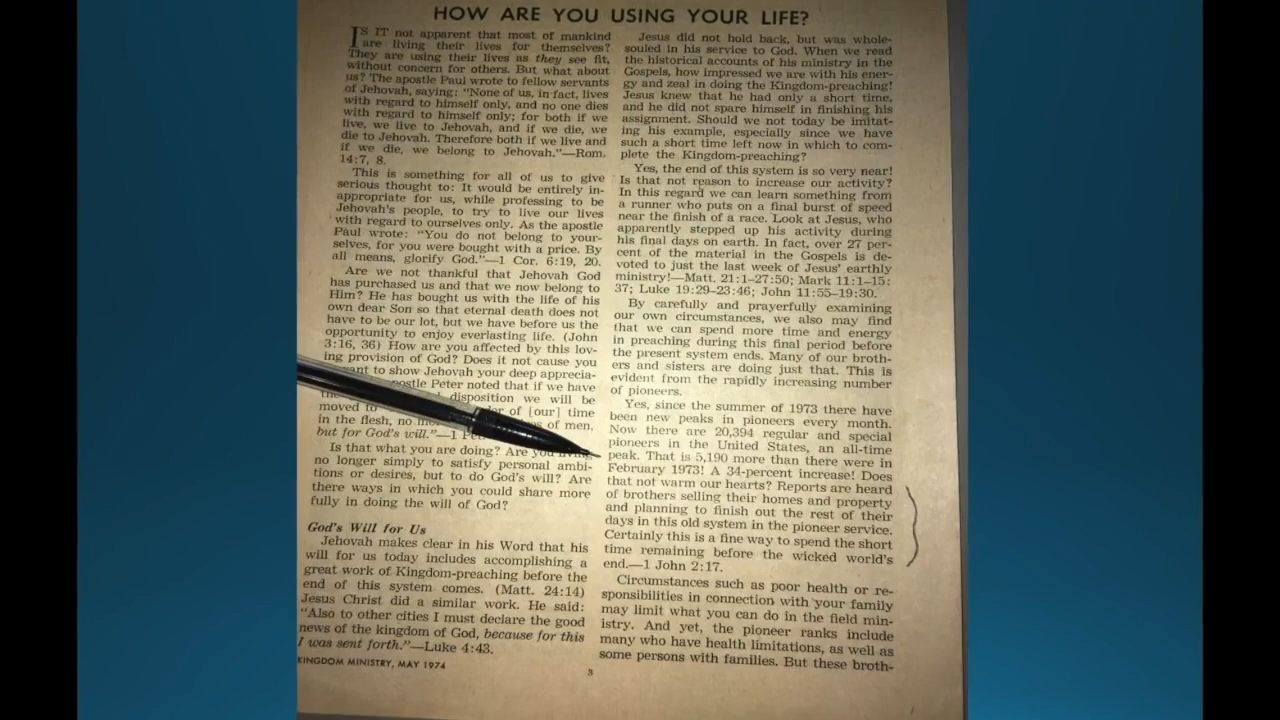 HOW ARE YOU USING YOUR LIFE?
IS IT not apparent that most of mankind
are living their lives for themselves?
They are using their lives as they see fit,
without concern for others. But what about
us? The apostle Paul wrote to fellow servants
of Jehovah, saying: “None of us, in fact, lives
with regard to himself only, and no one dies
with regard to himself only; for both if we
live, we live to Jehovah, and if we die, we
die to Jehovah. Therefore both if we live and
if we die, we belong to Jehovah.”—Rom.
14:7, 8.
This is something for all of us to give
serious thought to: It would be entirely in-
appropriate for us, while professing to be
Jehovah's people, to try to live our lives
with regard to ourselves only. As the apostle
Paul wrote: “You do not belong to your-
selves, for you were bought with a price. By
all means, glorify God.”—1 Cor. 6:19, 20.
Are we not thankful that Jehovah God
has purchased us and that we now belong to
Him? He has bought us with the life of his
own dear Son so that eternal death does not
have to be our lot, but we have before us the
opportunity to enjoy everlasting life. (John
3:16, 36) How are you affected by this lov-
ing provision of God? Does it not cause you
to show Jehovah your deep apprecia-
Peter noted that if we have
disposition we will be
moved to of [our] time
in the flesh, no of men,
but for God's will.”—1
Is that what you are doing? Are you living
no longer simply to satisfy personal ambi-
tions or desires, but to do God's will? Are
there ways in which you could share more
fully in doing the will of God?
God's Will for Us
Jehovah makes clear in his Word that his
will for us today includes accomplishing a
great work of Kingdom-preaching before the
end of this system comes. (Matt. 24:14)
Jesus Christ did a similar work. He said:
“Also to other cities I must declare the good
news of the kingdom of God, because for this
I was sent forth.”—Luke 4:43.
Jesus did not hold back, but was whole-
souled in his service to God. When we read
the historical accounts of his ministry in the
Gospels, how impressed we are with his ener-
gy and zeal in doing the Kingdom-preaching!
Jesus knew that he had only a short time,
and he did not spare himself in finishing his
assignment. Should we not today be imitat-
ing his example, especially since we have
such a short time left now in which to com-
plete the Kingdom-preaching?
Yes, the end of this system is so very near!
Is that not reason to increase our activity?
In this regard we can learn something from
a runner who puts on a final burst of speed
near the finish of a race. Look at Jesus, who
apparently stepped up his activity during
his final days on earth. In fact, over 27 per-
cent of the material in the Gospels is de-
voted to just the last week of Jesus' earthly
ministry!—Matt. 21:1–27:50; Mark 11:1–15:
37; Luke 19:29–23:46; John 11:55–19:30.
By carefully and prayerfully examining
our own circumstances, we also may find
that we can spend more time and energy
in preaching during this final period before
the present system ends. Many of our broth-
ers and sisters are doing just that. This is
evident from the rapidly increasing number
of pioneers.
Yes, since the summer of 1973 there have
been new peaks in pioneers every month.
Now there are 20,394 regular and special
pioneers in the United States, an all-time
peak. That is 5,190 more than there were in
February 1973! A 34-percent increase! Does
that not warm our hearts? Reports are heard
of brothers selling their homes and property
and planning to finish out the rest of their
days in this old system in the pioneer service.
Certainly this is a fine way to spend the short
time remaining before the wicked world's
end.—1 John 2:17.
Circumstances such as poor health or re-
sponsibilities in connection with your family
may limit what you can do in the field min-
istry. And yet, the pioneer ranks include
many who have health limitations, as well as
some persons with families. But these broth-
KINGDOM MINISTRY, MAY 1974
3